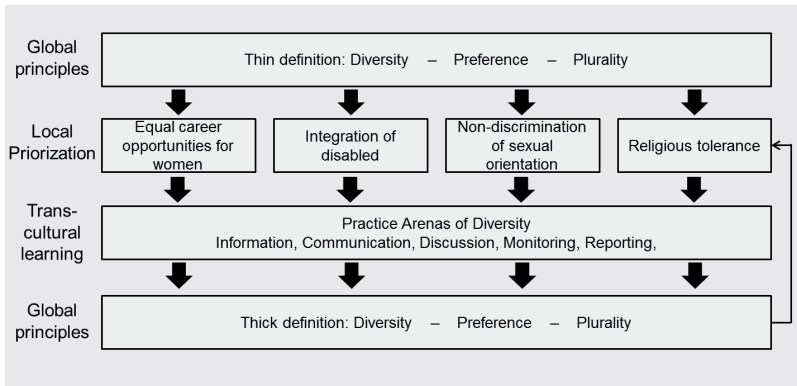 Global
principles
Thin definition: Diversity – Preference – Plurality
Local
Priorization
Equal career
opportunities for
women
Integration of
disabled
Non-discrimination
of sexual
orientation
Religious tolerance
Trans-
cultural
learning
Practice Arenas of Diversity
Information, Communication, Discussion, Monitoring, Reporting,
Global
principles
Thick definition: Diversity – Preference – Plurality